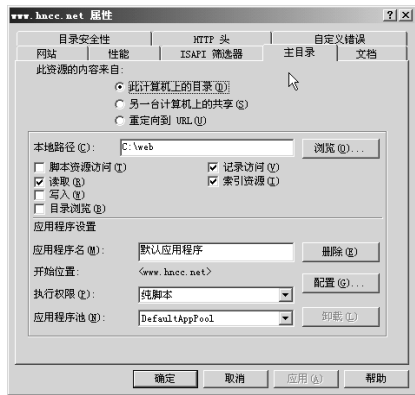 www.hncc.net 属性
目录安全性 HTTP 头 自定义错误
网站 性能 ISAPI 筛选器 主目录 文档
此资源的内容来自:
此计算机上的目录(D)
另一台计算机上的共享(S)
重定向到 URL(U)
本地路径(C): C:\web 浏览(O)...
脚本资源访问(T) 记录访问(V)
读取(R) 索引资源(I)
写入(W)
目录浏览(B)
应用程序设置
应用程序名(M): 默认应用程序 删除(E)
开始位置: <www.hncc.net>
配置(G)...
执行权限(P): 纯脚本
应用程序池(N): DefaultAppPool 卸载(L)
确定 取消 应用(A) 帮助